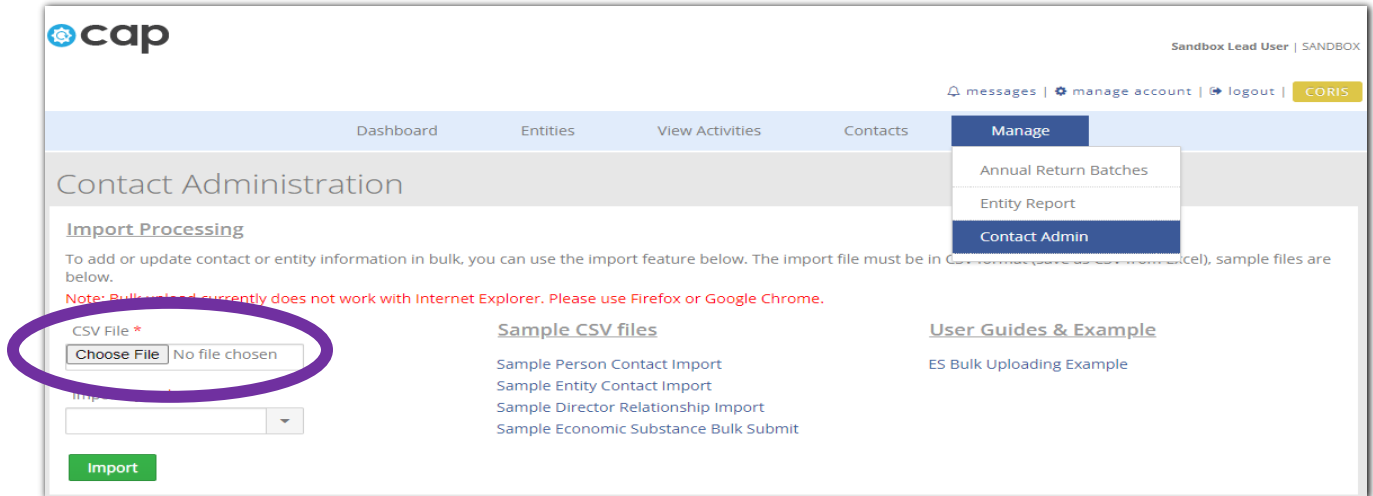 cap
Sandbox Lead User | SANDBOX
messages | manage account | logout | CORIS
Dashboard Entities View Activities Contacts Manage
Annual Return Batches
Entity Report
Contact Admin
Contact Administration
Import Processing
To add or update contact or entity information in bulk, you can use the import feature below. The import file must be in CSV format (save as CSV from Excel), sample files are
below.
Note: Bulk upload currently does not work with Internet Explorer. Please use Firefox or Google Chrome.
CSV File * Sample CSV files User Guides & Example
Choose File No file chosen
Sample Person Contact Import ES Bulk Uploading Example
Sample Entity Contact Import
Sample Director Relationship Import
Sample Economic Substance Bulk Submit
Import